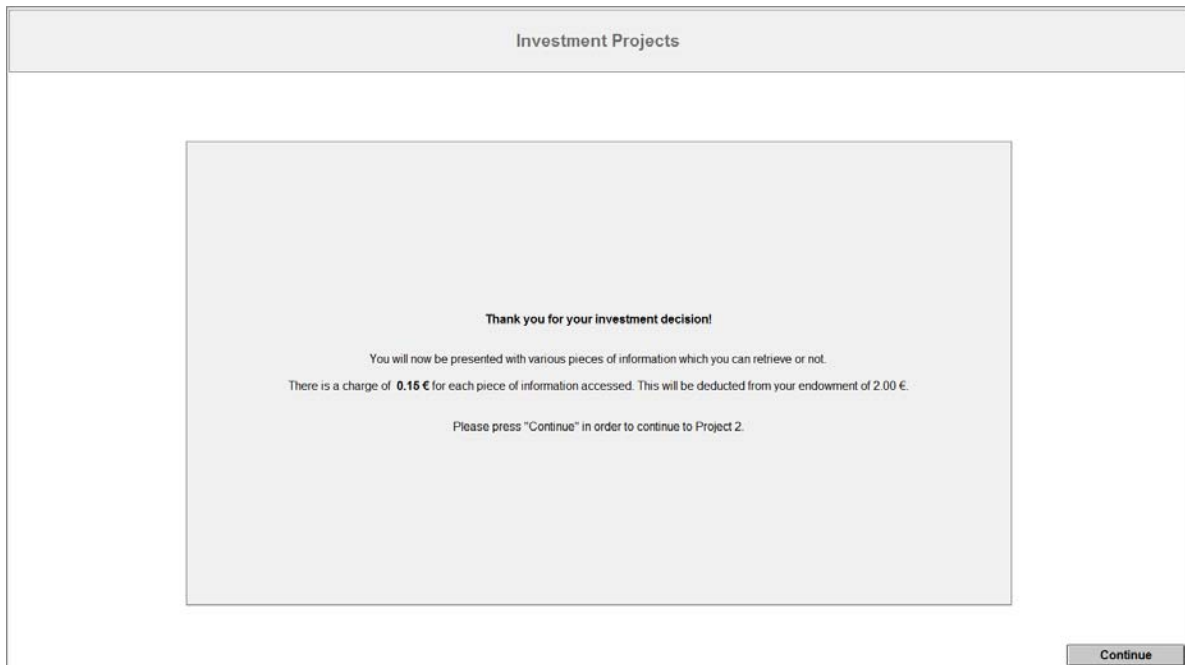 Investment Projects
Thank you for your investment decision!
You will now be presented with various pieces of information which you can retrieve or not.
There is a charge of 0.15 € for each piece of information accessed. This will be deducted from your endowment of 2.00 €.
Please press "Continue" in order to continue to Project 2.
Continue